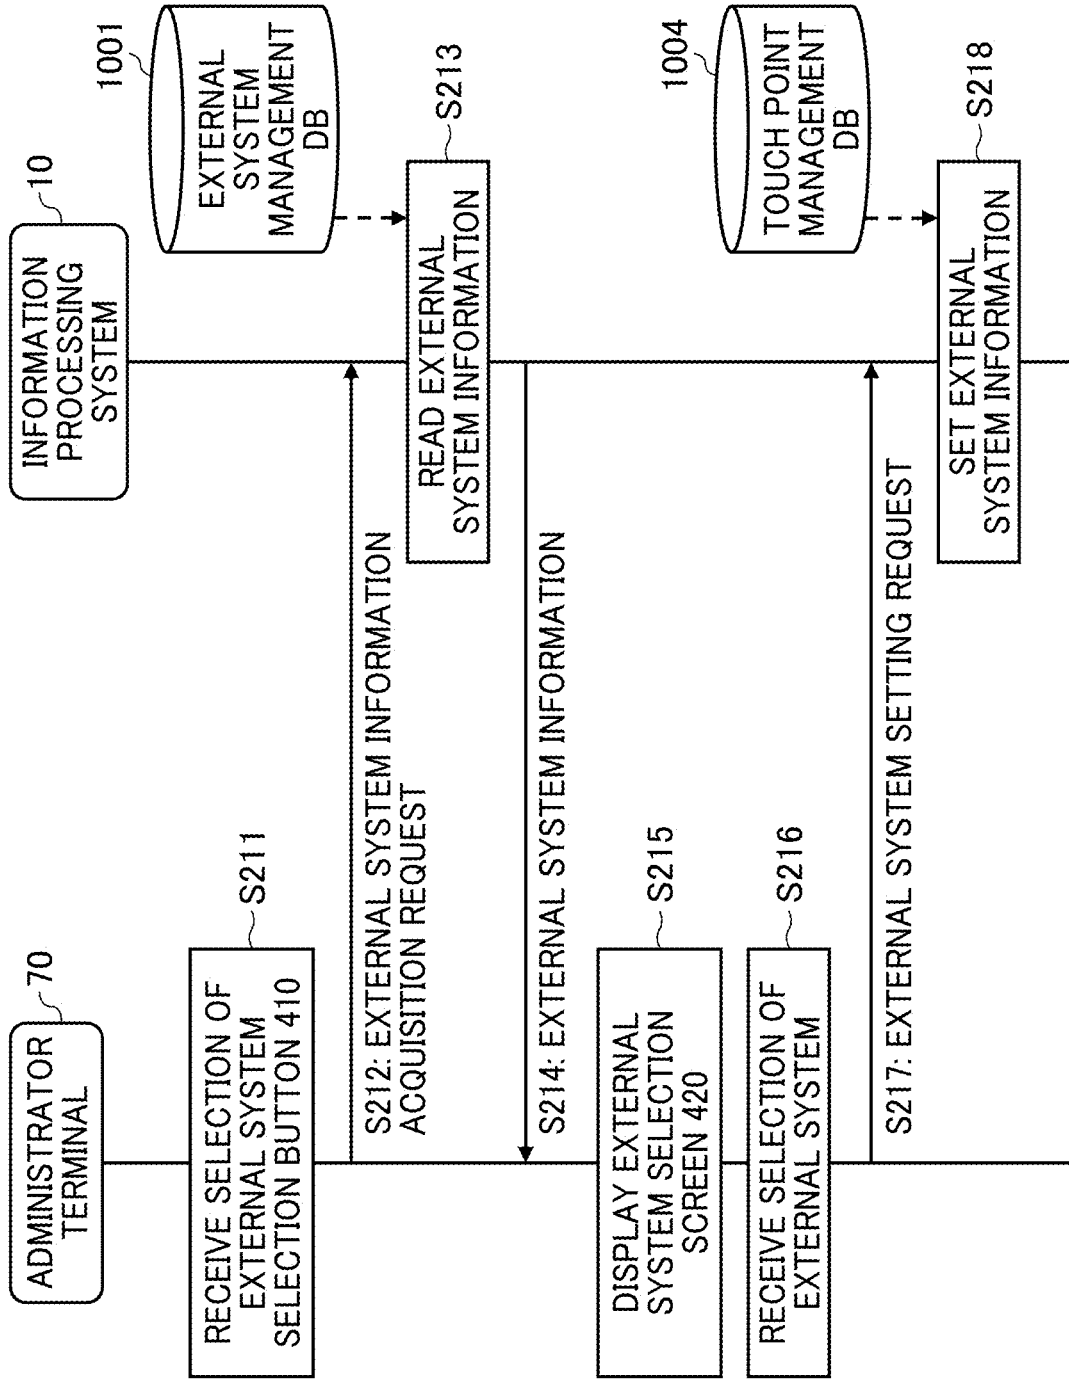 ADMINISTRATOR
TERMINAL
70
INFORMATION
PROCESSING
SYSTEM
10
RECEIVE SELECTION OF
EXTERNAL SYSTEM
SELECTION BUTTON 410
S211
EXTERNAL
SYSTEM
MANAGEMENT
DB
1001
S212: EXTERNAL SYSTEM INFORMATION
ACQUISITION REQUEST
READ EXTERNAL
SYSTEM INFORMATION
S213
S214: EXTERNAL SYSTEM INFORMATION
DISPLAY EXTERNAL
SYSTEM SELECTION
SCREEN 420
S215
RECEIVE SELECTION OF
EXTERNAL SYSTEM
S216
TOUCH POINT
MANAGEMENT
DB
1004
S217: EXTERNAL SYSTEM SETTING REQUEST
SET EXTERNAL
SYSTEM INFORMATION
S218